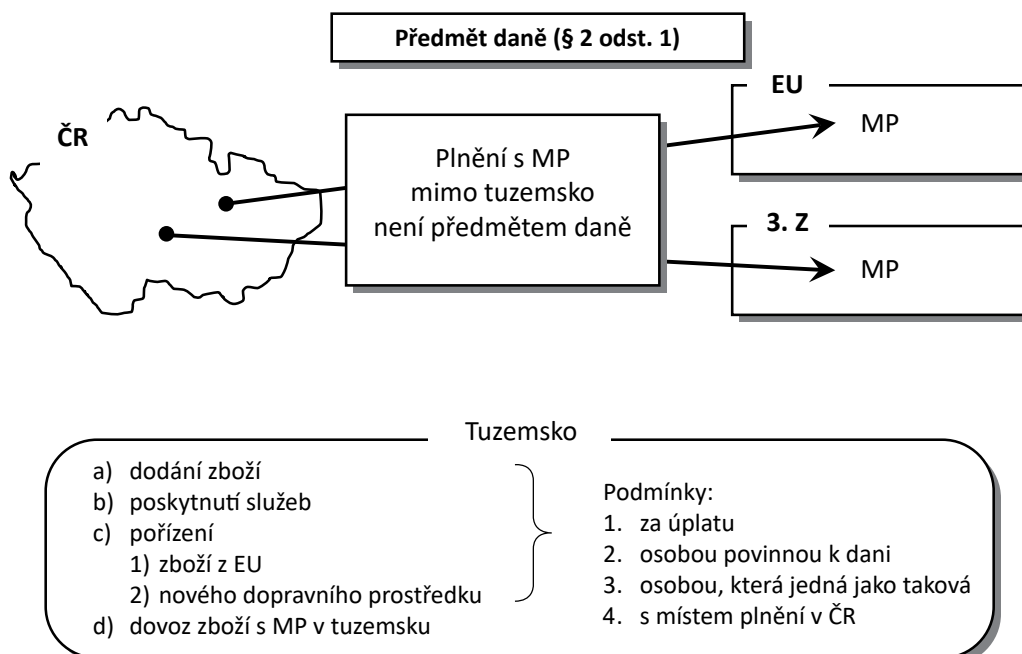 Předmět daně (§ 2 odst. 1)
EU
ČR
MP
Plnění s MP
mimo tuzemsko
není předmětem daně
3. Z
MP
Tuzemsko
a) dodání zboží
b) poskytnutí služeb
c) pořízení
1) zboží z EU
2) nového dopravního prostředku
d) dovoz zboží s MP v tuzemsku
Podmínky:
1. za úplatu
2. osobou povinnou k dani
3. osobou, která jedná jako taková
4. s místem plnění v ČR